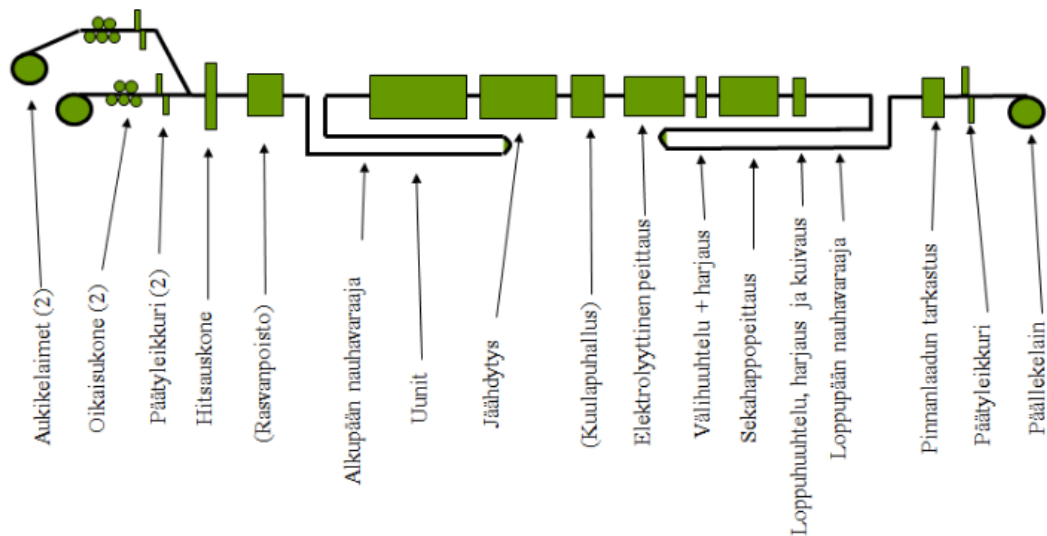 Aukikelaimet (2)
Oikaisukone (2)
Päätyleikkuri (2)
Hitsauskone
(Rasvanpoisto)
Alkupään nauhavaraaja
Uunit
Jäähdytys
(Kuulapuhallus)
Elektrolyyttinen peittaus
Välihuuhtelu + harjaus
Sekahappopeittaus
Loppuhuuhtelu, harjaus ja kuivaus
Loppupään nauhavaraaja
Pinnanlaadun tarkastus
Päätyleikkuri
Päällekelain